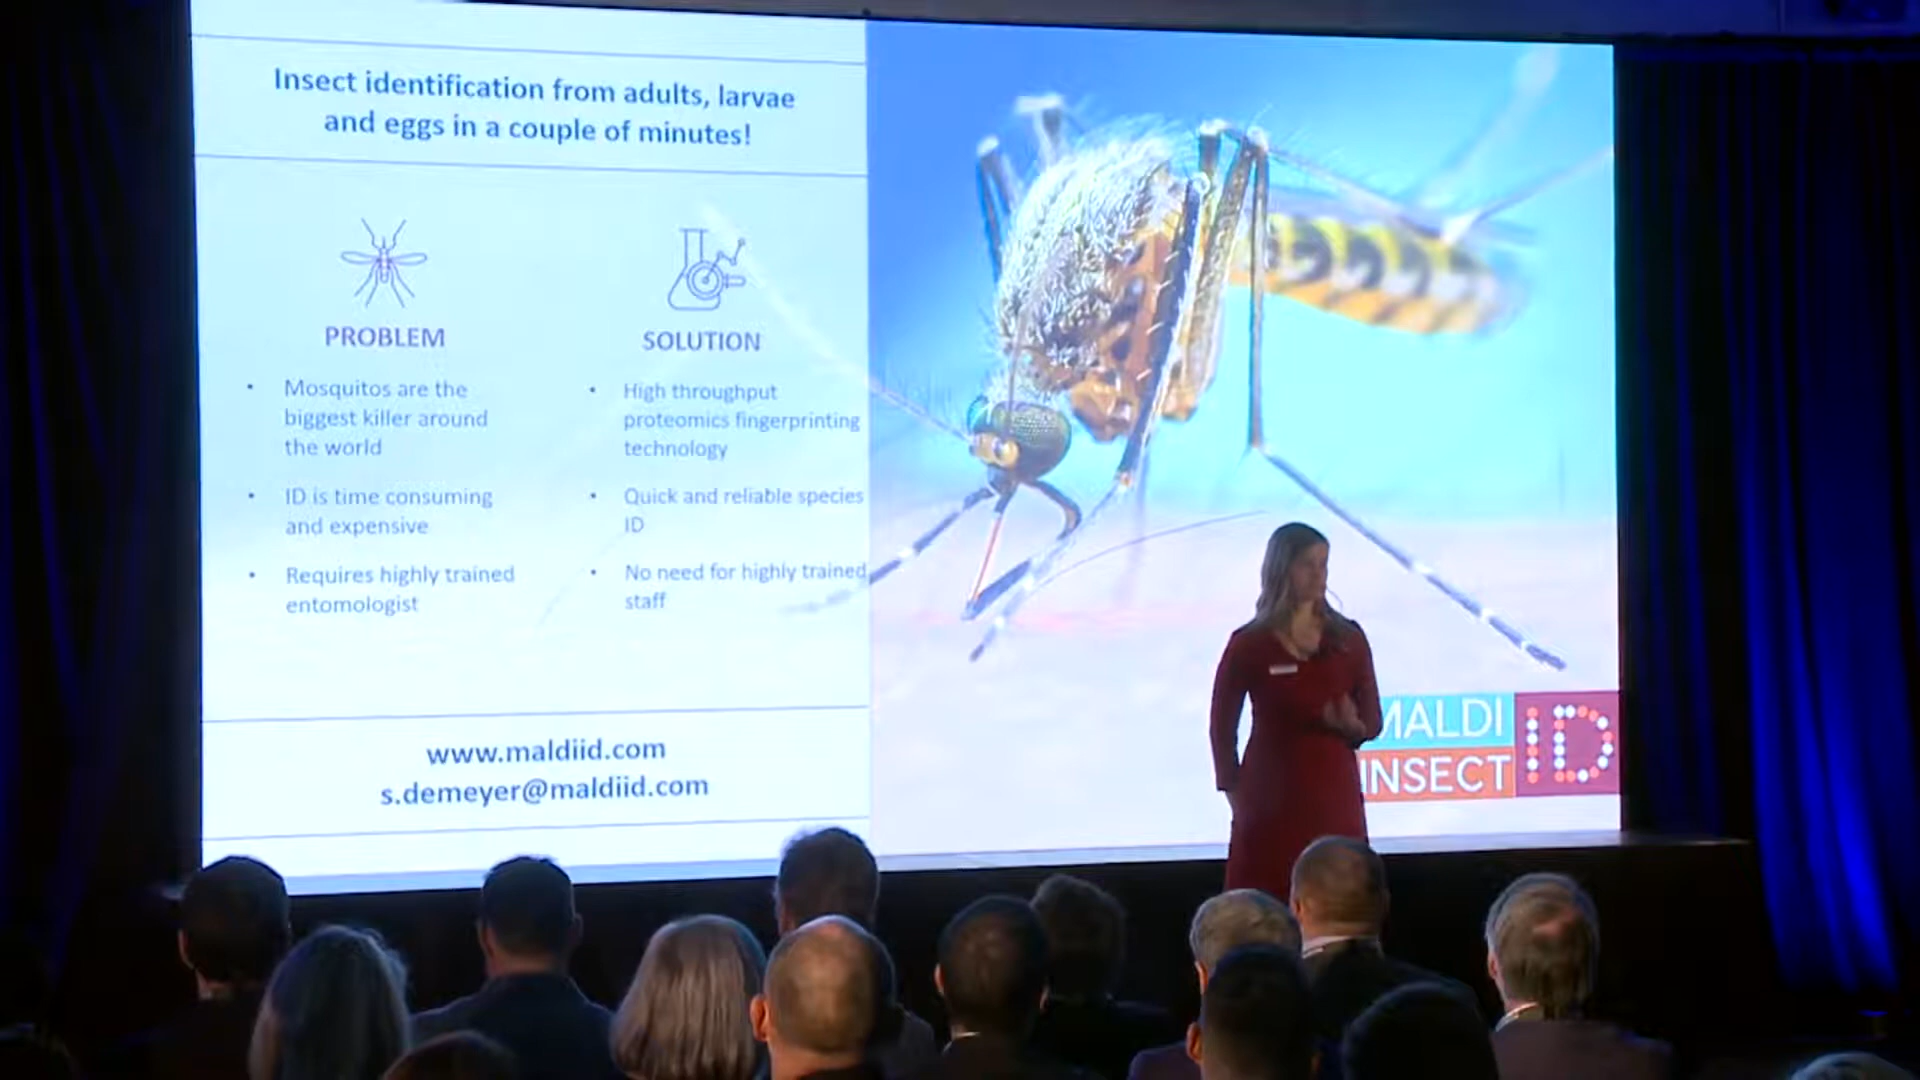 Insect identification from adults, larvae
and eggs in a couple of minutes!
PROBLEM
• Mosquitos are the
biggest killer around
the world
• ID is time consuming
and expensive
• Requires highly trained
entomologist
SOLUTION
• High throughput
proteomics fingerprinting
technology
• Quick and reliable species
ID
• No need for highly trained
staff
www.maldiid.com
s.demeyer@maldiid.com
MALDI
INSECT
ID